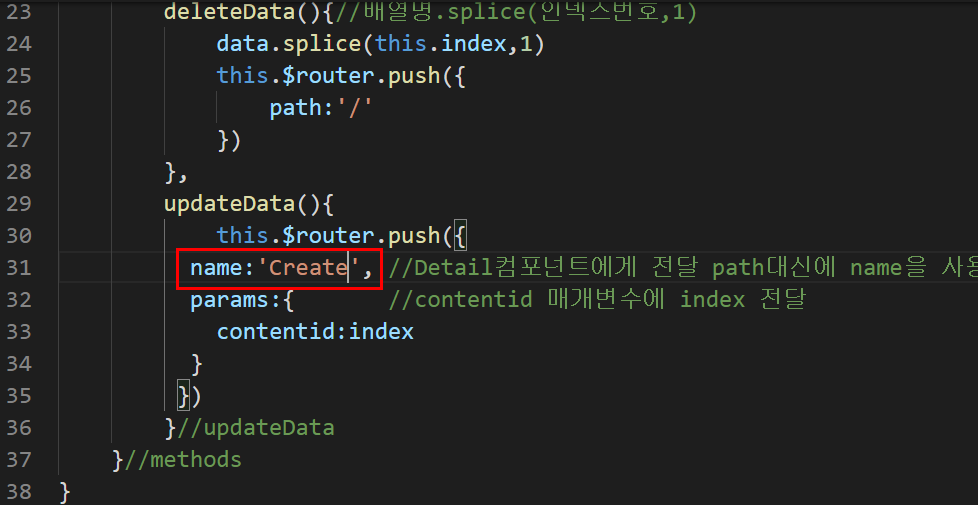 23 deleteData(){//배열명.splice(인덱스번호,1)
24 data.splice(this.index,1)
25 this.$router.push({
26 path:'/'
27 })
28 },
29 updateData(){
30 this.$router.push({
31 name:'Create', //Detail컴포넌트에게 전달 path대신에 name을 사용
32 params:{ //contentid 매개변수에 index 전달
33 contentid:index
34 }
35 })
36 }//updateData
37 }//methods
38 }